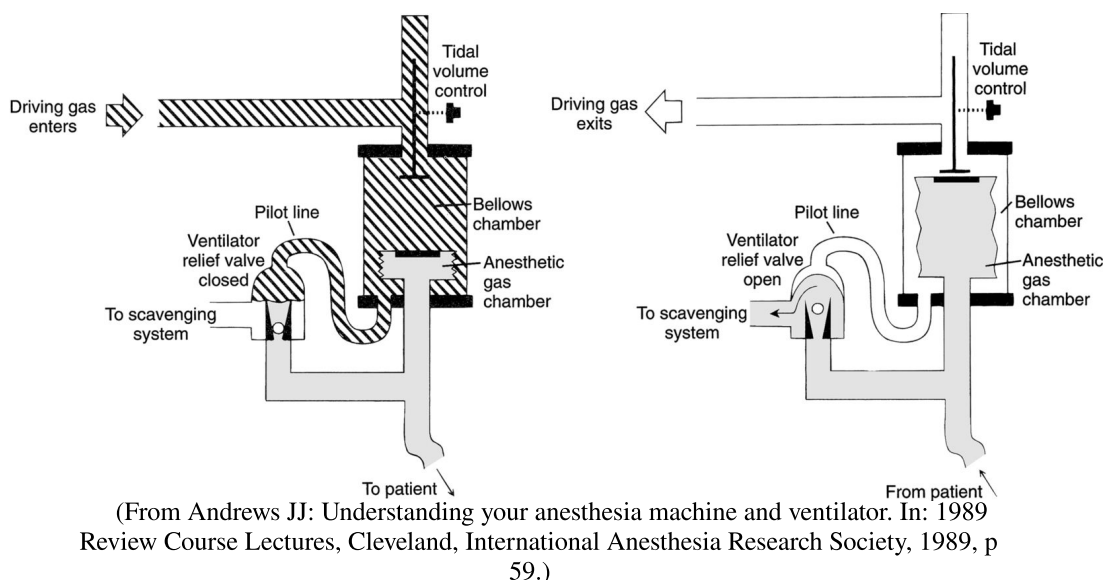 Tidal
volume
control
Driving gas
enters
Bellows
chamber
Pilot line
Ventilator
relief valve
closed
Anesthetic
gas
chamber
To scavenging
system
To patient
Tidal
volume
control
Driving gas
exits
Pilot line
Bellows
chamber
Ventilator
relief valve
open
Anesthetic
gas
chamber
To scavenging
system
From patient
(From Andrews JJ: Understanding your anesthesia machine and ventilator. In: 1989
Review Course Lectures, Cleveland, International Anesthesia Research Society, 1989, p
59.)